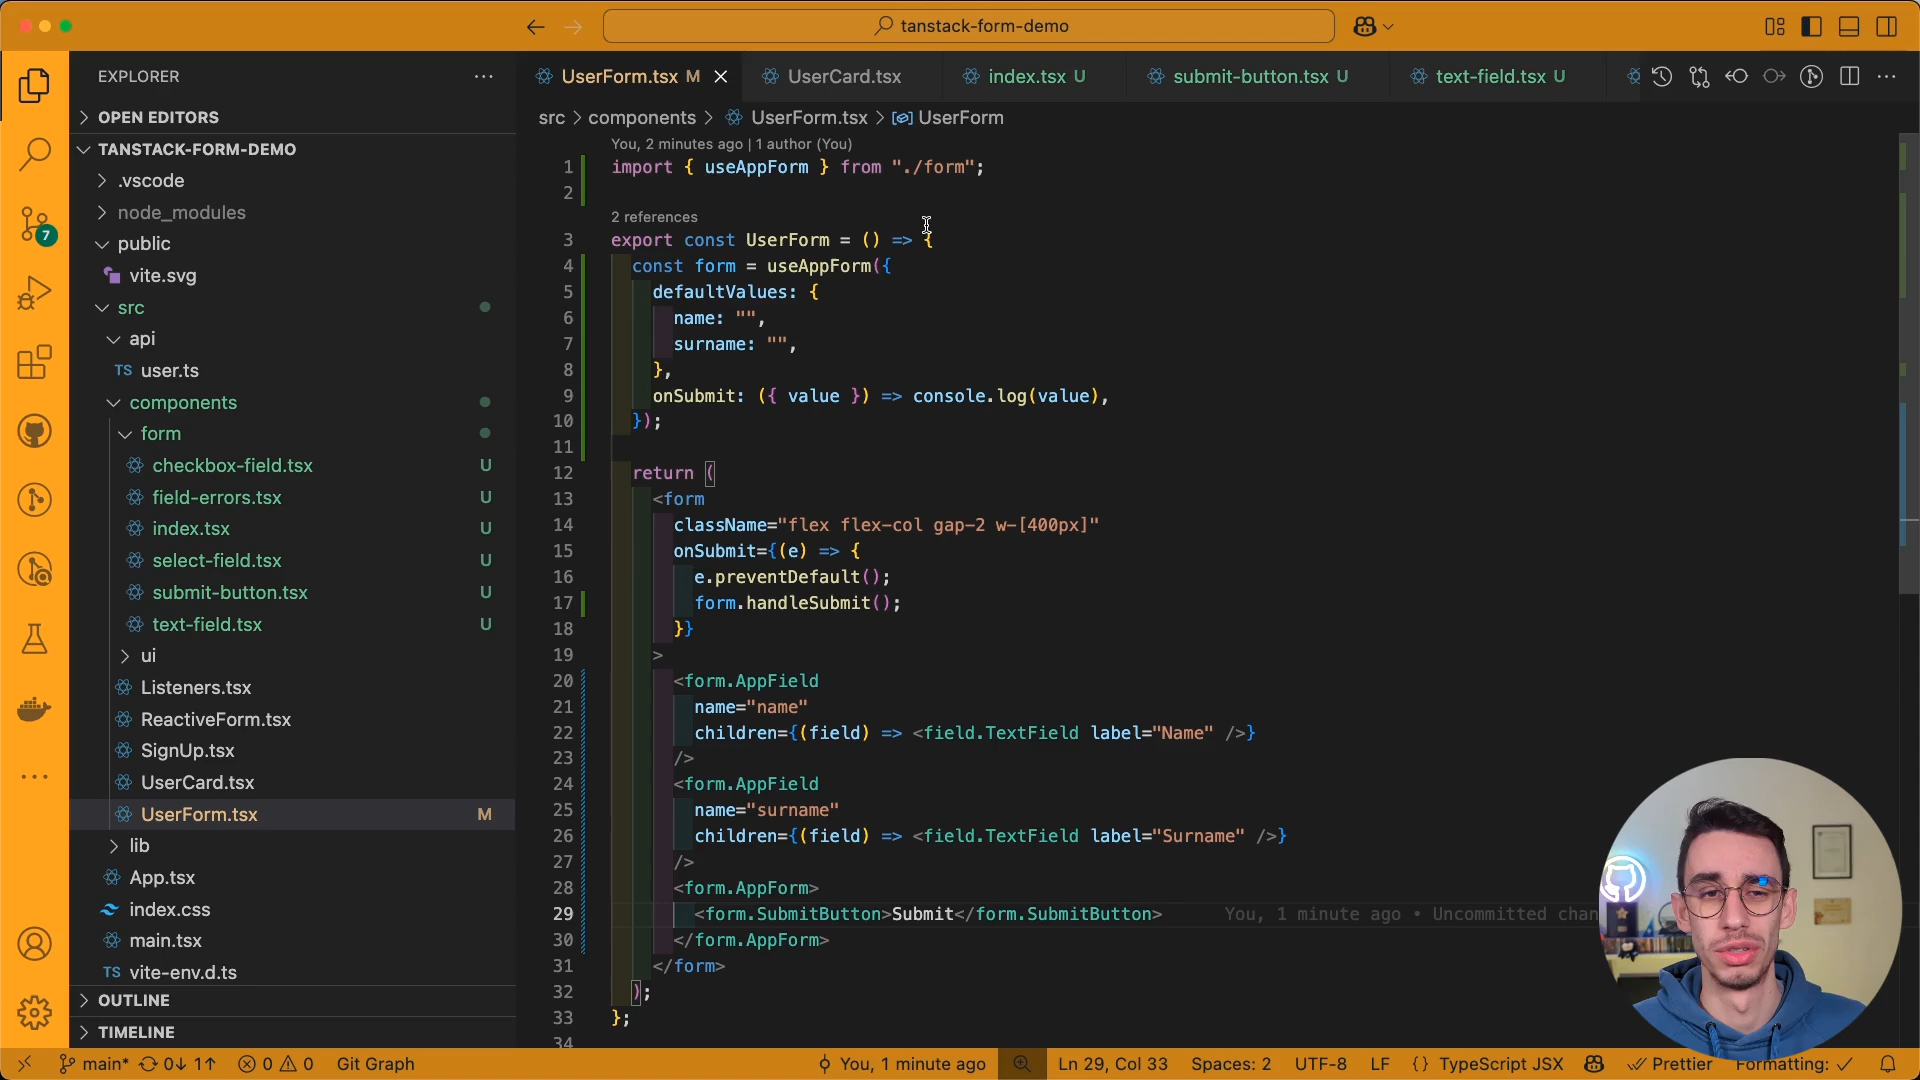 tanstack-form-demo
EXPLORER
OPEN EDITORS
TANSTACK-FORM-DEMO
.vscode
node_modules
public
vite.svg
src
api
TS user.ts
components
form
checkbox-field.tsx U
field-errors.tsx U
index.tsx U
select-field.tsx U
submit-button.tsx U
text-field.tsx U
ui
Listeners.tsx
ReactiveForm.tsx
SignUp.tsx
UserCard.tsx
UserForm.tsx M
lib
App.tsx
index.css
main.tsx
TS vite-env.d.ts
OUTLINE
TIMELINE
7
UserForm.tsx M
UserCard.tsx
index.tsx U
submit-button.tsx U
text-field.tsx U
src > components > UserForm.tsx > UserForm
You, 2 minutes ago | 1 author (You)
1 import { useAppForm } from "./form";
2
2 references
3 export const UserForm = () => {
4 const form = useAppForm({
5 defaultValues: {
6 name: "",
7 surname: "",
8 },
9 onSubmit: ({ value }) => console.log(value),
10 });
11
12 return (
13 <form
14 className="flex flex-col gap-2 w-[400px]"
15 onSubmit={(e) => {
16 e.preventDefault();
17 form.handleSubmit();
18 }}
19 >
20 <form.AppField
21 name="name"
22 children={(field) => <field.TextField label="Name" />}
23 />
24 <form.AppField
25 name="surname"
26 children={(field) => <field.TextField label="Surname" />}
27 />
28 <form.AppForm>
29 <form.SubmitButton>Submit</form.SubmitButton> You, 1 minute ago • Uncommitted chan
30 </form.AppForm>
31 </form>
32 );
33 };
34
main* 0↓ 1↑ 0 0 Git Graph
You, 1 minute ago
Ln 29, Col 33
Spaces: 2
UTF-8
LF
{} TypeScript JSX
Prettier
Formatting: ✓